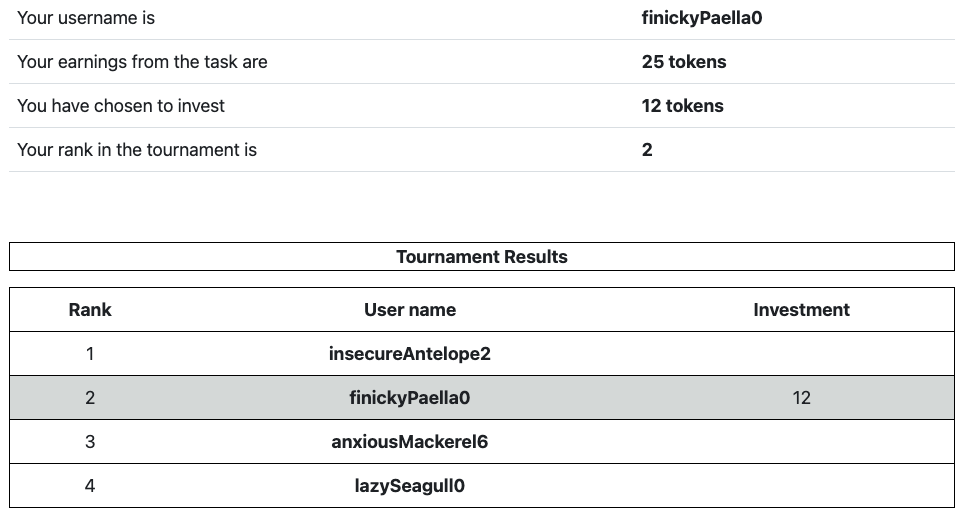 Your username is finickyPaella0
Your earnings from the task are 25 tokens
You have chosen to invest 12 tokens
Your rank in the tournament is 2
Tournament Results
Rank User name Investment
1 insecureAntelope2
2 finickyPaella0 12
3 anxiousMackerel6
4 lazySeagull0